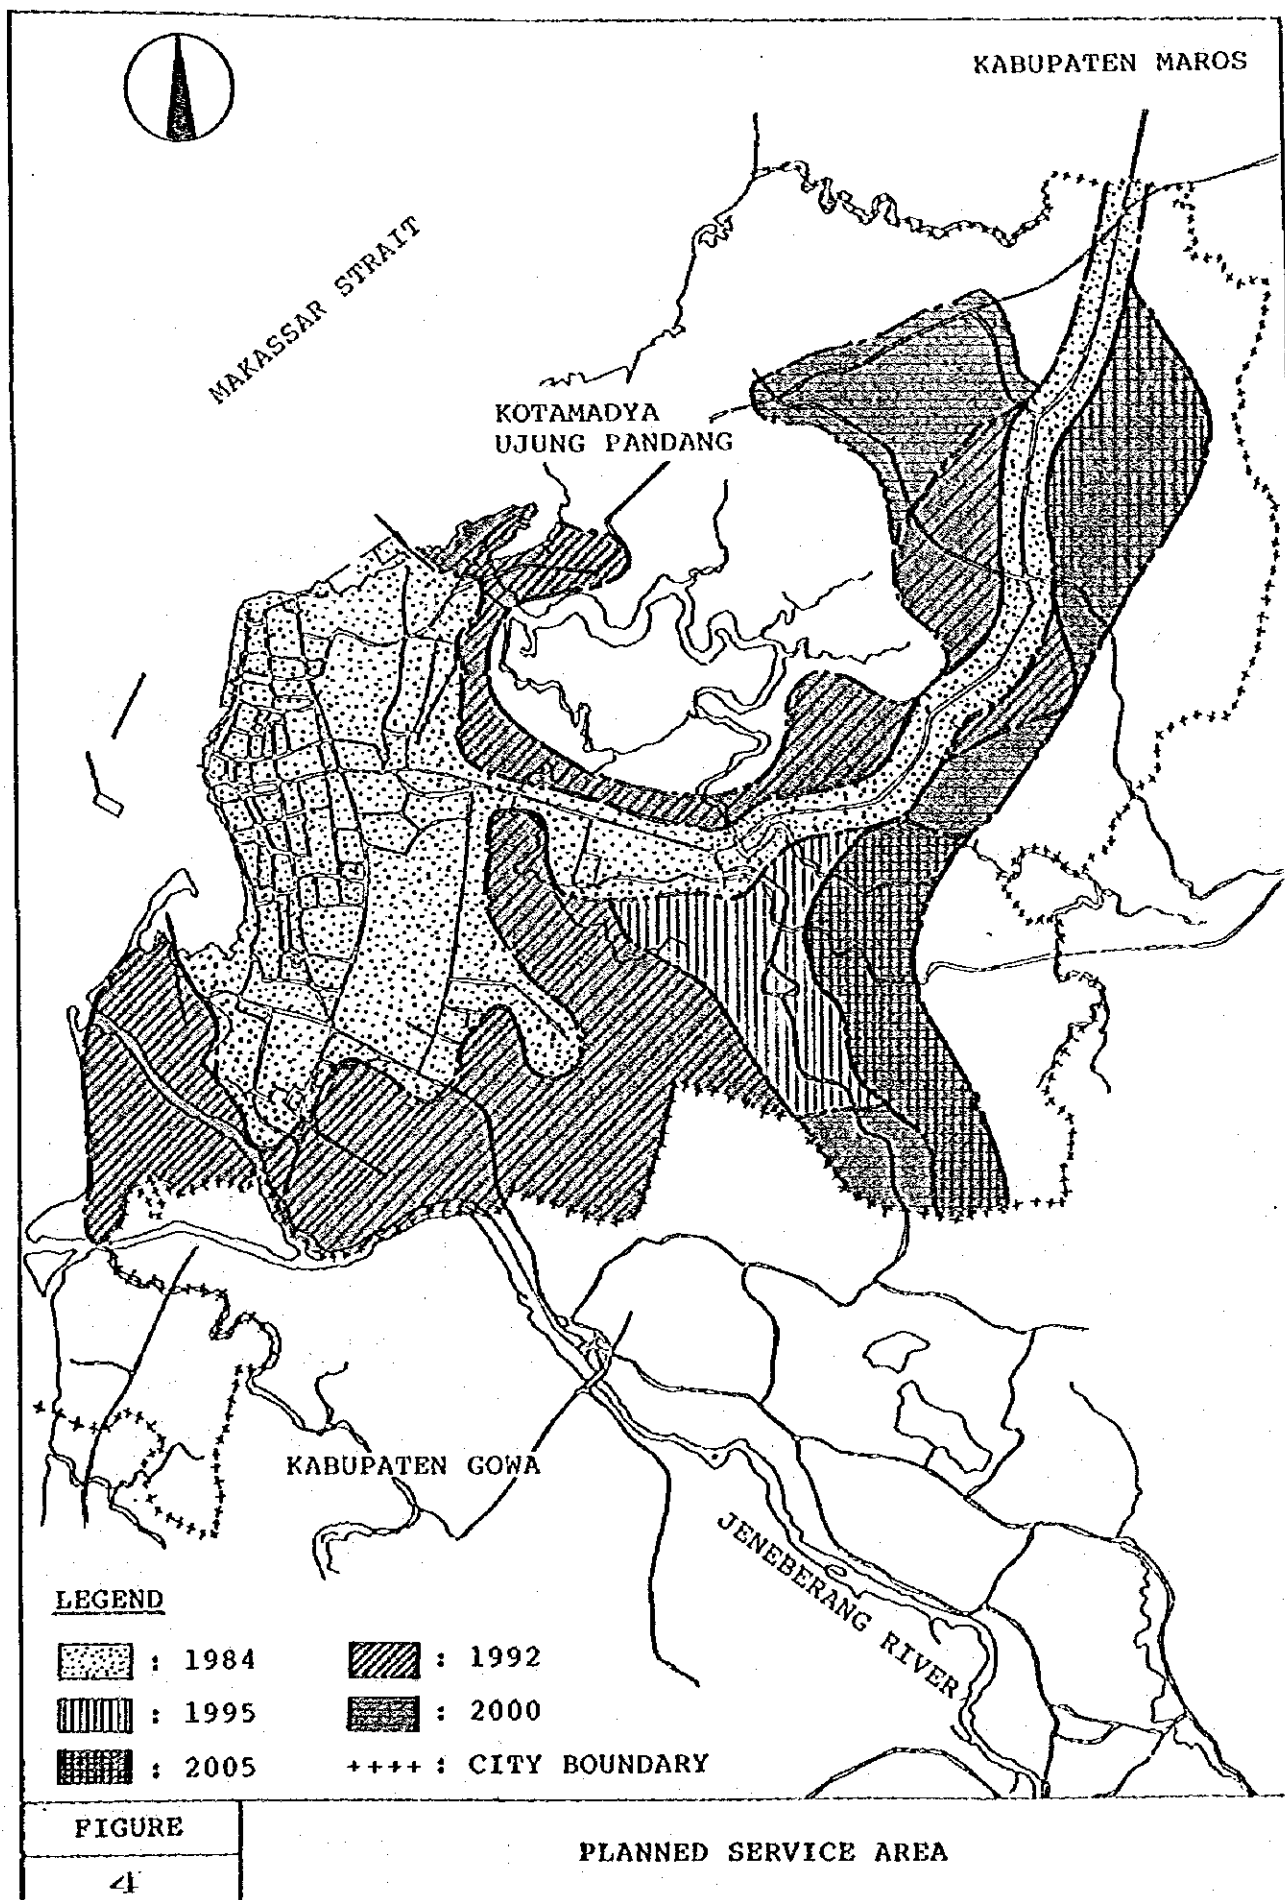 KABUPATEN MAROS
MAKASSAR STRAIT
KOTAMADYA
UJUNG PANDANG
KABUPATEN GOWA
JENEBERANG RIVER
LEGEND
: 1984
: 1992
: 1995
: 2000
: 2005
++++ : CITY BOUNDARY
FIGURE
4
PLANNED SERVICE AREA